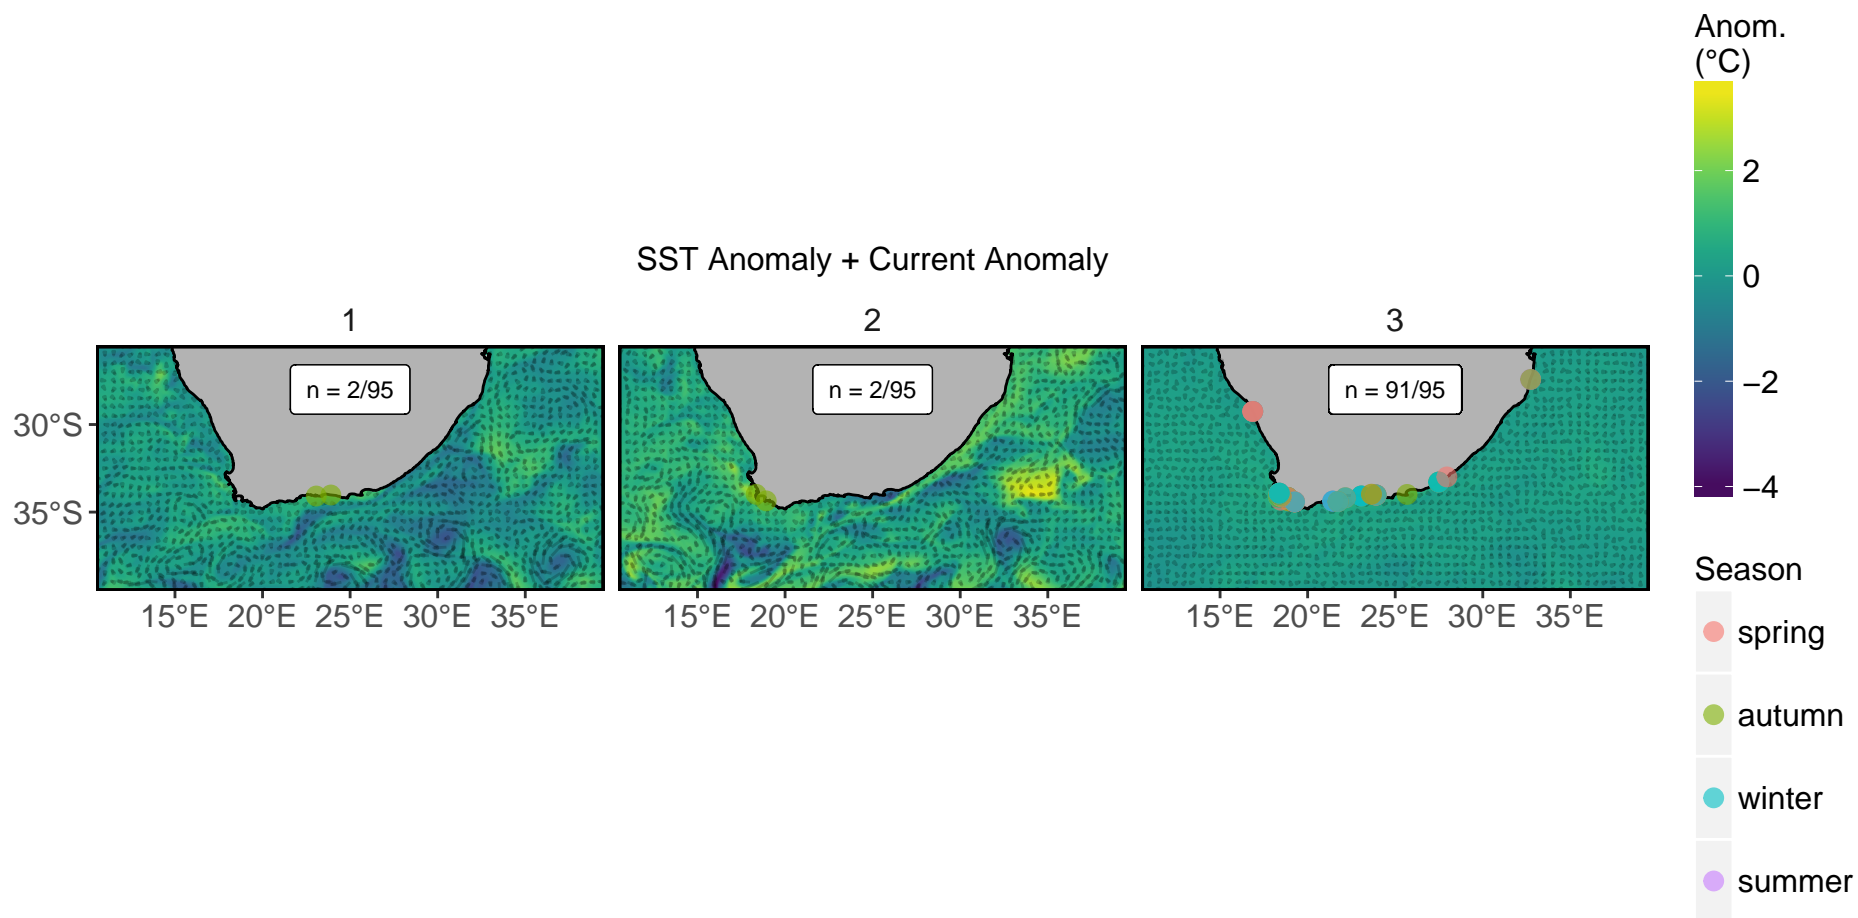 SST Anomaly + Current Anomaly
1
2
3
n = 2/95
n = 2/95
n = 91/95
30°S
35°S
15°E 20°E 25°E 30°E 35°E
15°E 20°E 25°E 30°E 35°E
15°E 20°E 25°E 30°E 35°E
Anom.
(°C)
2
0
−2
−4
Season
spring
autumn
winter
summer